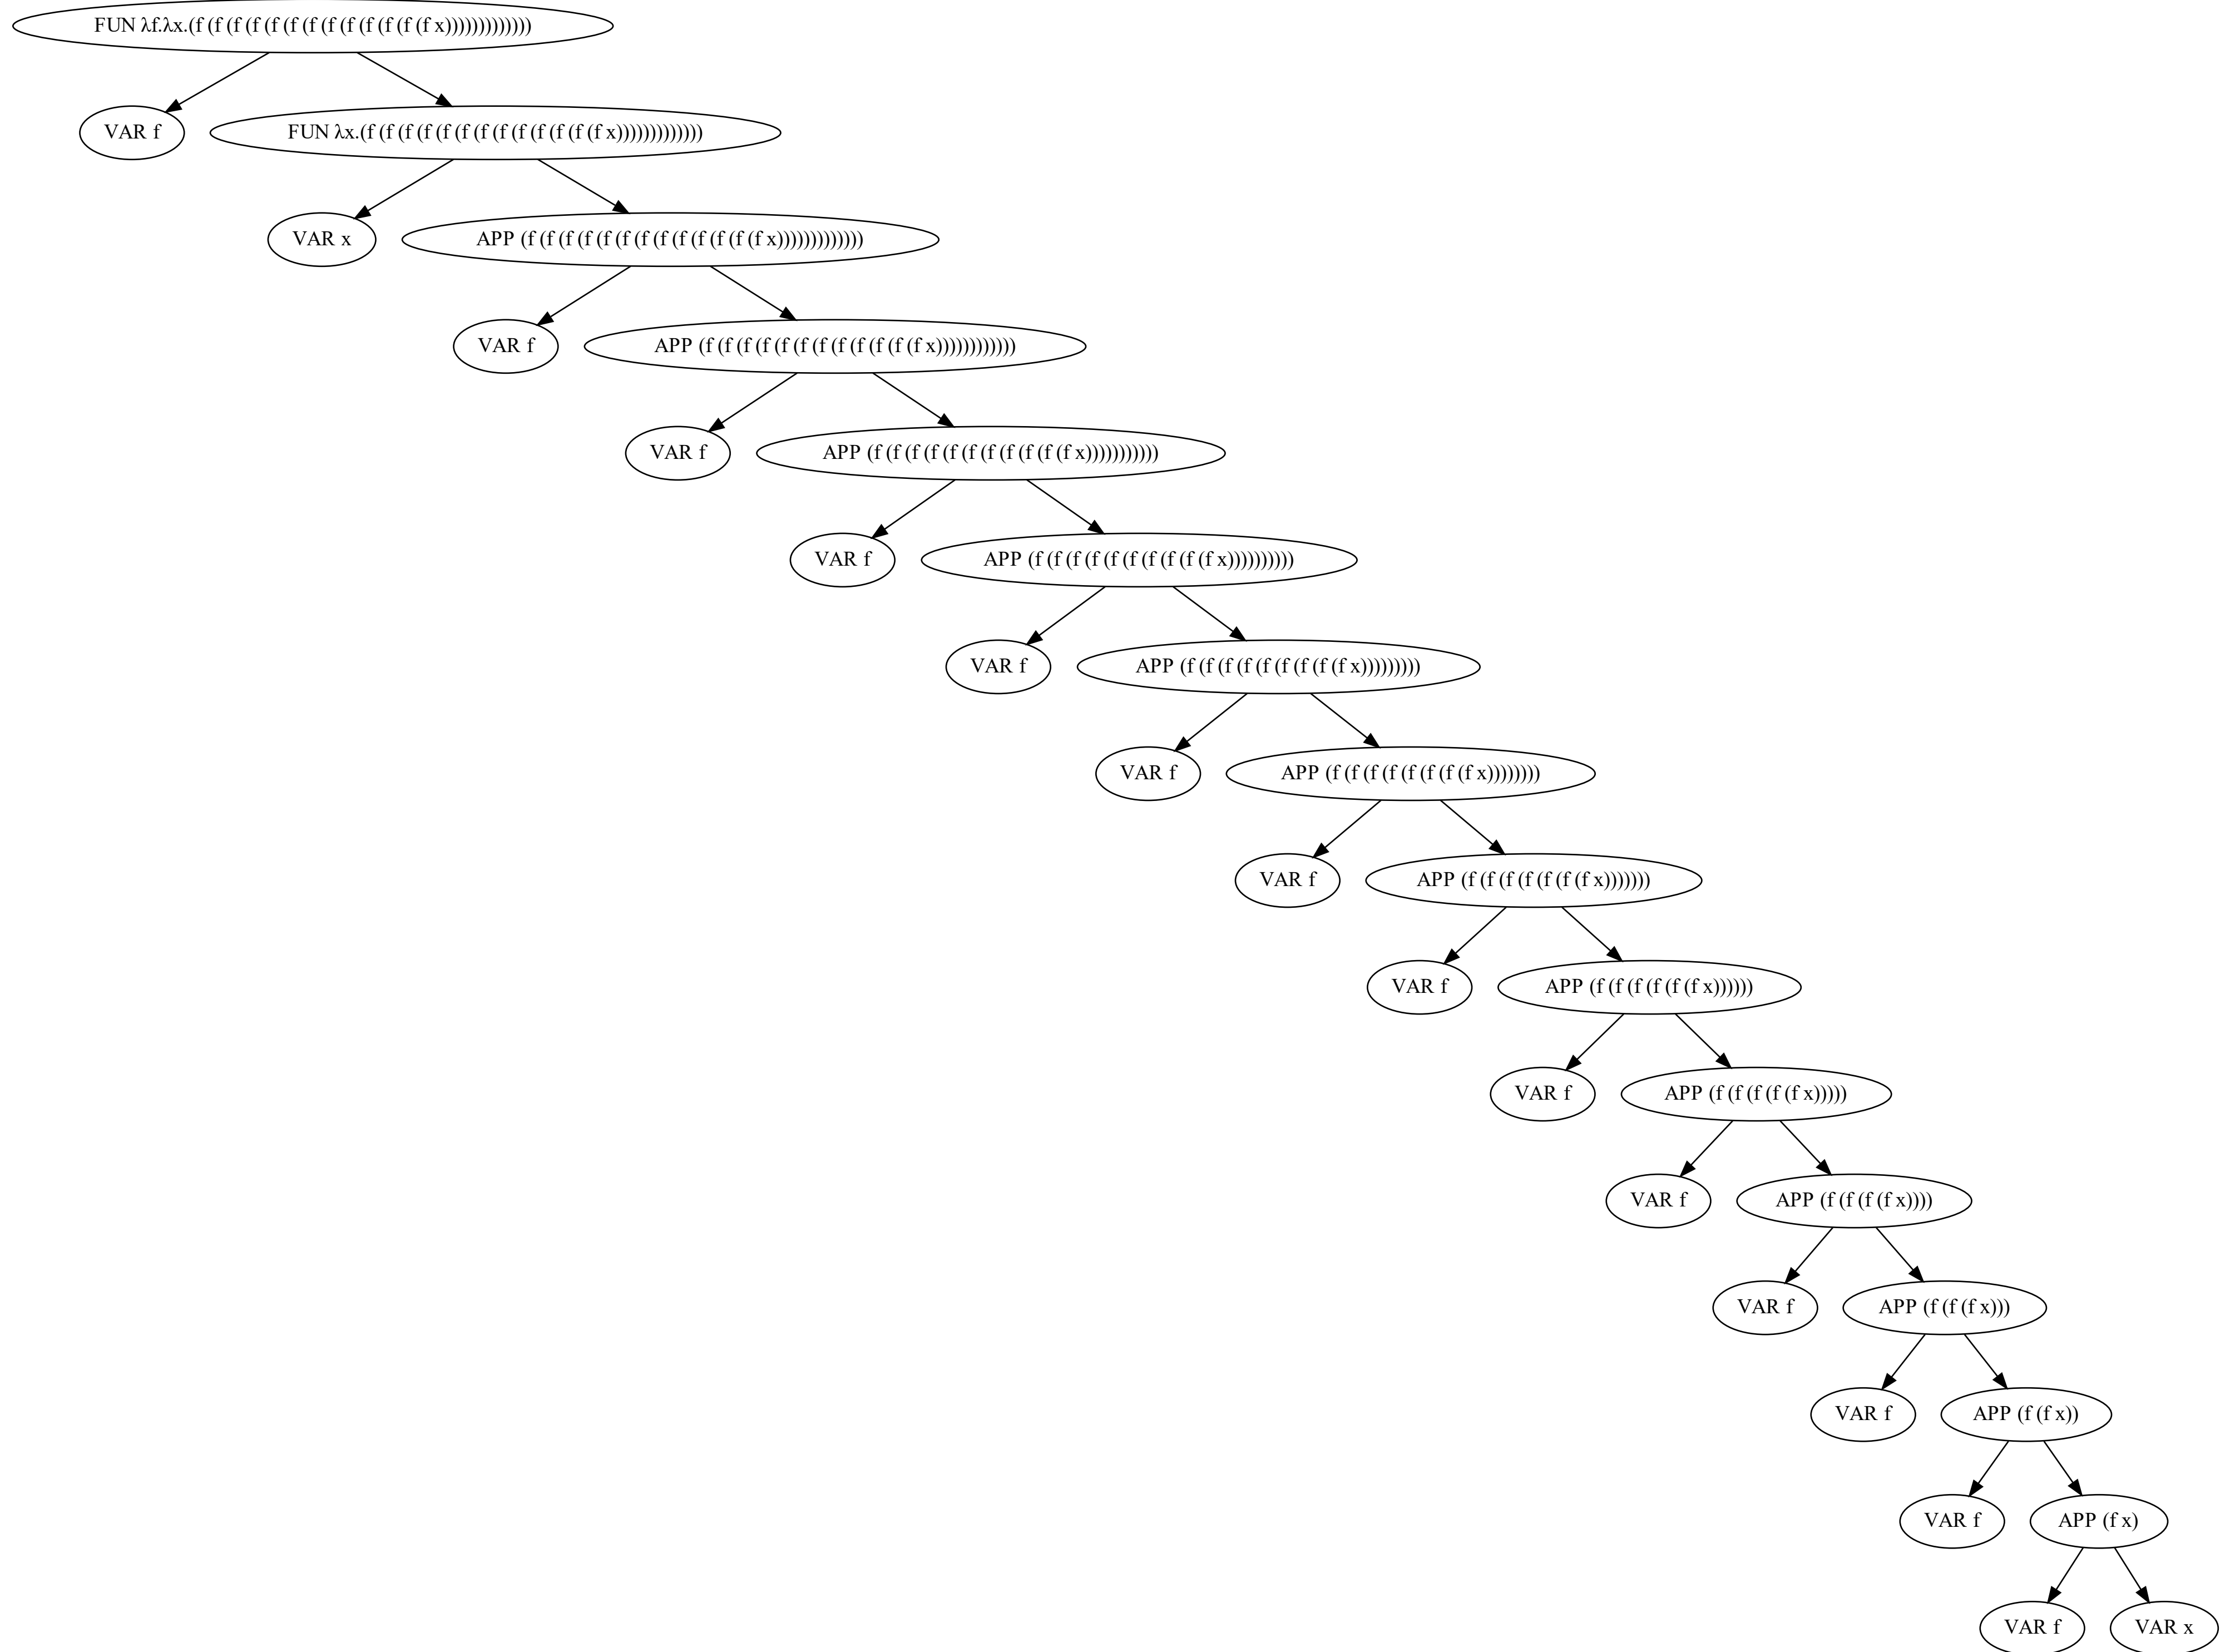 FUN λf.λx.(f (f (f (f (f (f (f (f (f (f (f (f (f x)))))))))))))
VAR f
FUN λx.(f (f (f (f (f (f (f (f (f (f (f (f (f x)))))))))))))
VAR x
APP (f (f (f (f (f (f (f (f (f (f (f (f (f x)))))))))))))
VAR f
APP (f (f (f (f (f (f (f (f (f (f (f (f x))))))))))))
VAR f
APP (f (f (f (f (f (f (f (f (f (f (f x)))))))))))
VAR f
APP (f (f (f (f (f (f (f (f (f (f x))))))))))
VAR f
APP (f (f (f (f (f (f (f (f (f x)))))))))
VAR f
APP (f (f (f (f (f (f (f (f x))))))))
VAR f
APP (f (f (f (f (f (f (f x)))))))
VAR f
APP (f (f (f (f (f (f x))))))
VAR f
APP (f (f (f (f (f x)))))
VAR f
APP (f (f (f (f x))))
VAR f
APP (f (f (f x)))
VAR f
APP (f (f x))
VAR f
APP (f x)
VAR f
VAR x